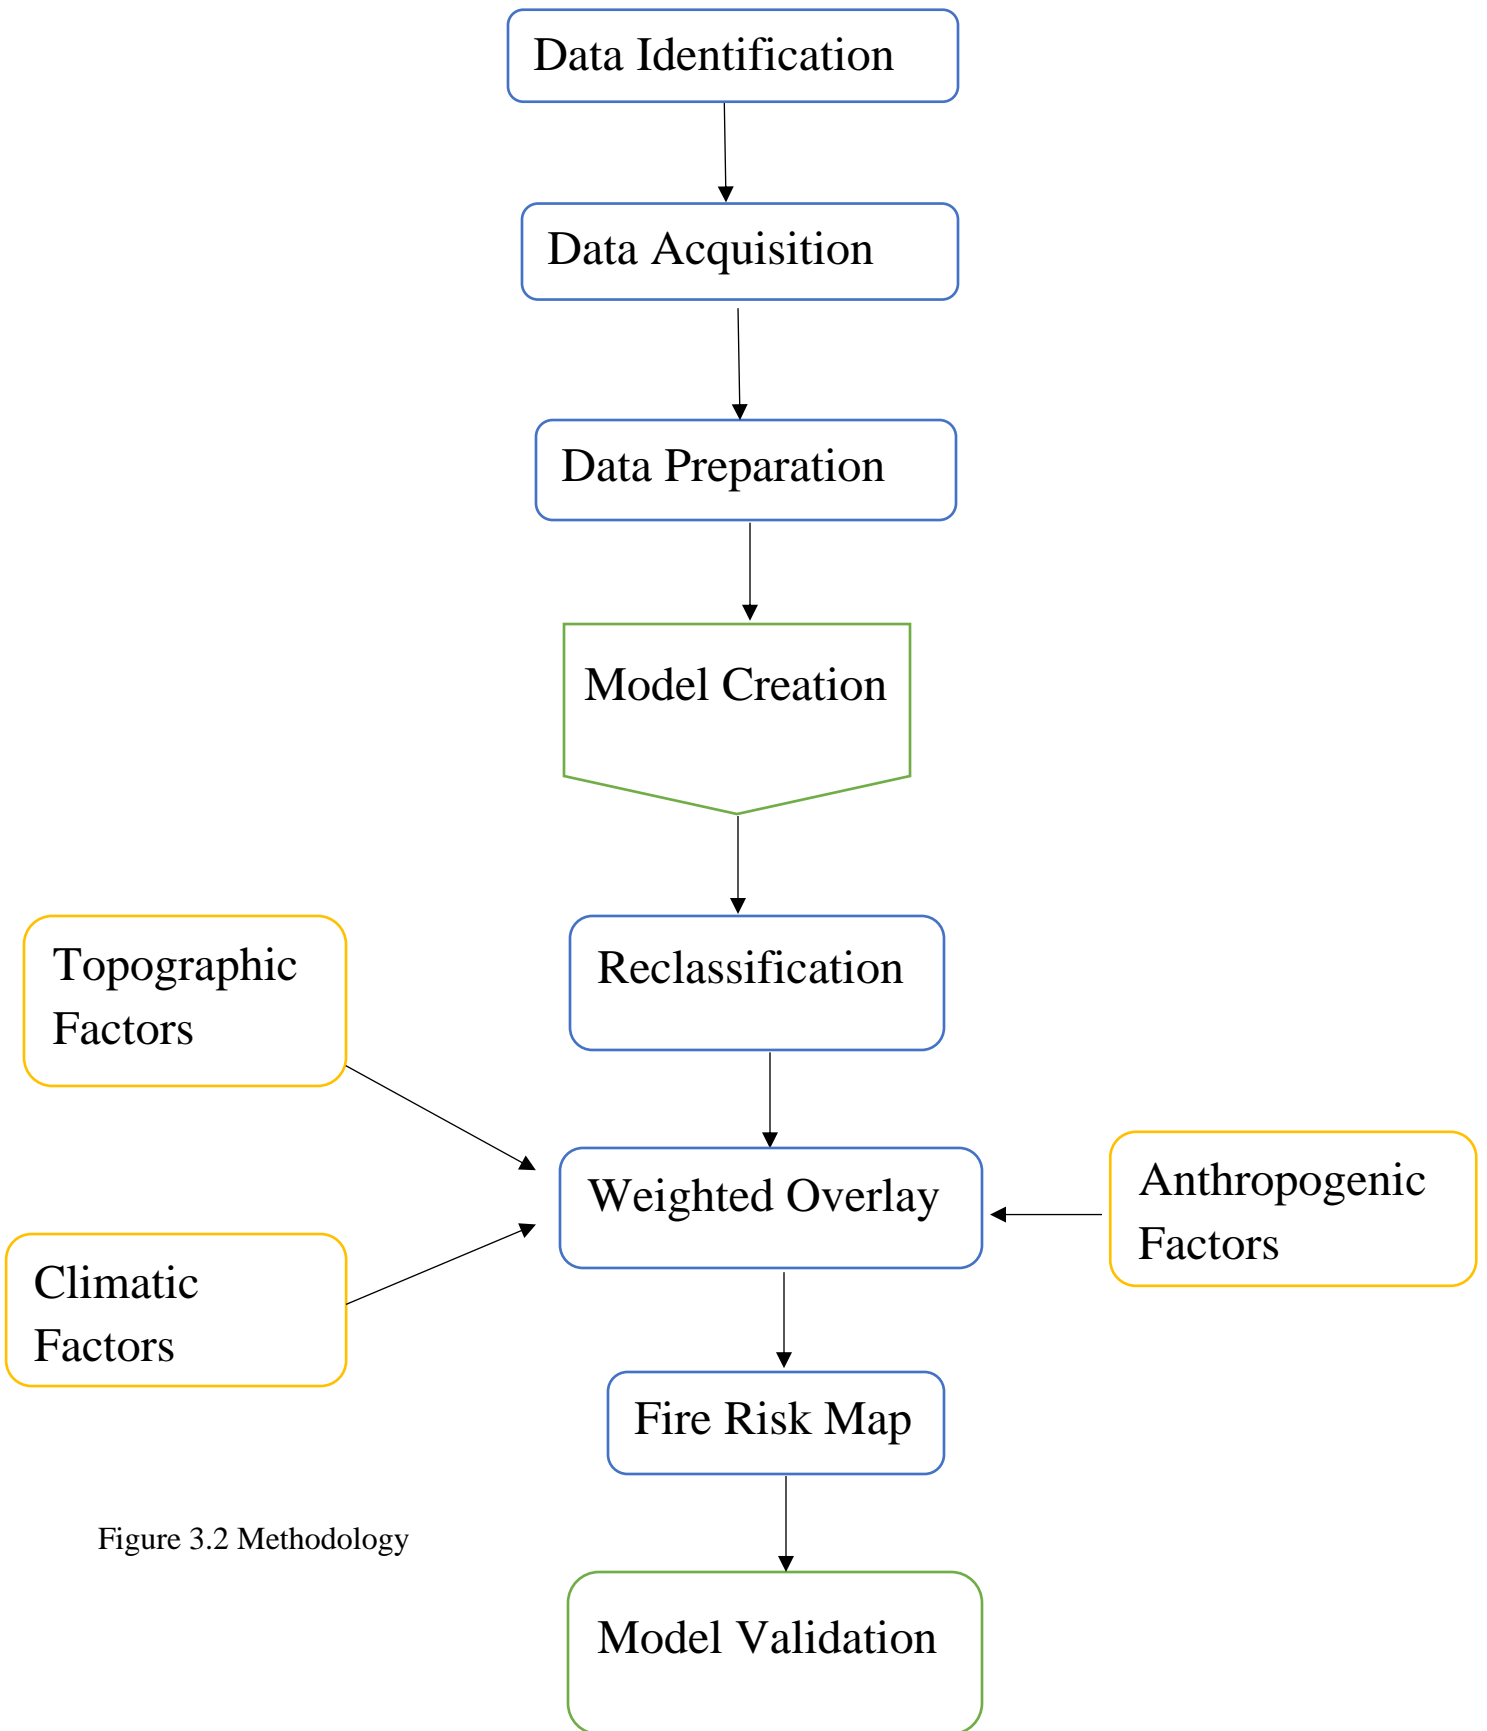 Data Identification
Data Acquisition
Data Preparation
Model Creation
Reclassification
Topographic
Factors
Weighted Overlay
Anthropogenic
Factors
Climatic
Factors
Fire Risk Map
Figure 3.2 Methodology
Model Validation